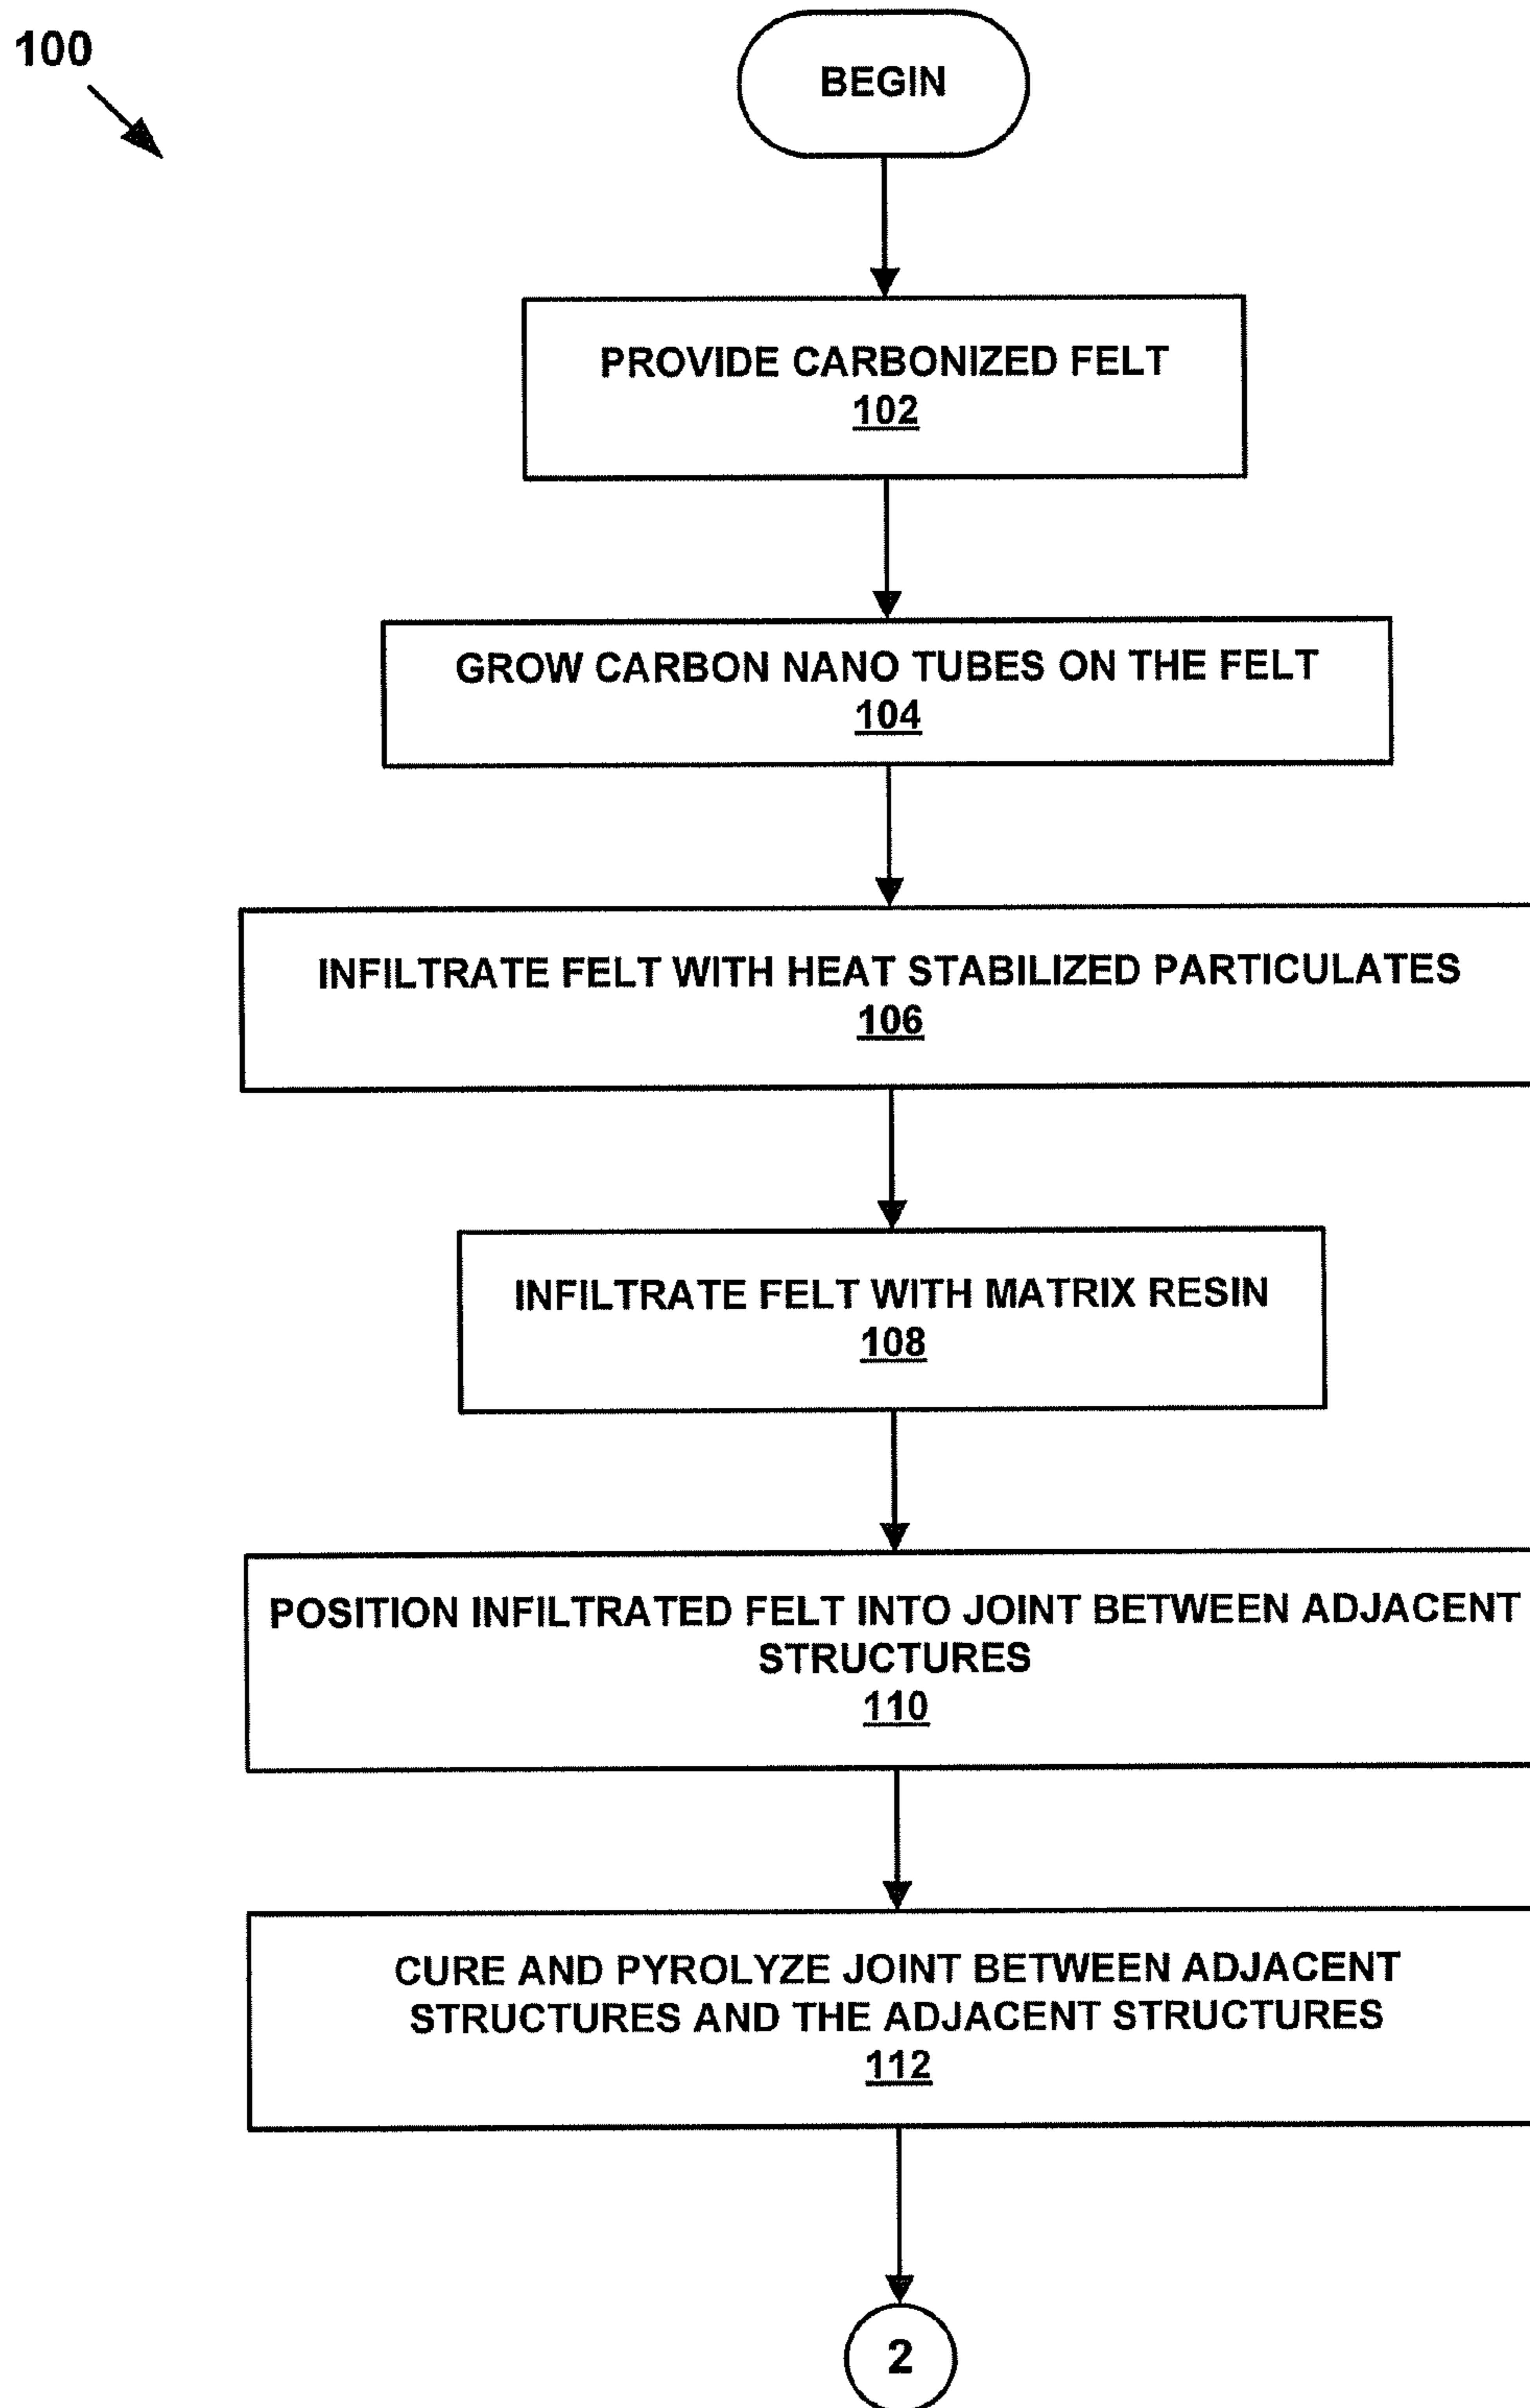 100
BEGIN
PROVIDE CARBONIZED FELT
102
GROW CARBON NANO TUBES ON THE FELT
104
INFILTRATE FELT WITH HEAT STABILIZED PARTICULATES
106
INFILTRATE FELT WITH MATRIX RESIN
108
POSITION INFILTRATED FELT INTO JOINT BETWEEN ADJACENT
STRUCTURES
110
CURE AND PYROLYZE JOINT BETWEEN ADJACENT
STRUCTURES AND THE ADJACENT STRUCTURES
112
2